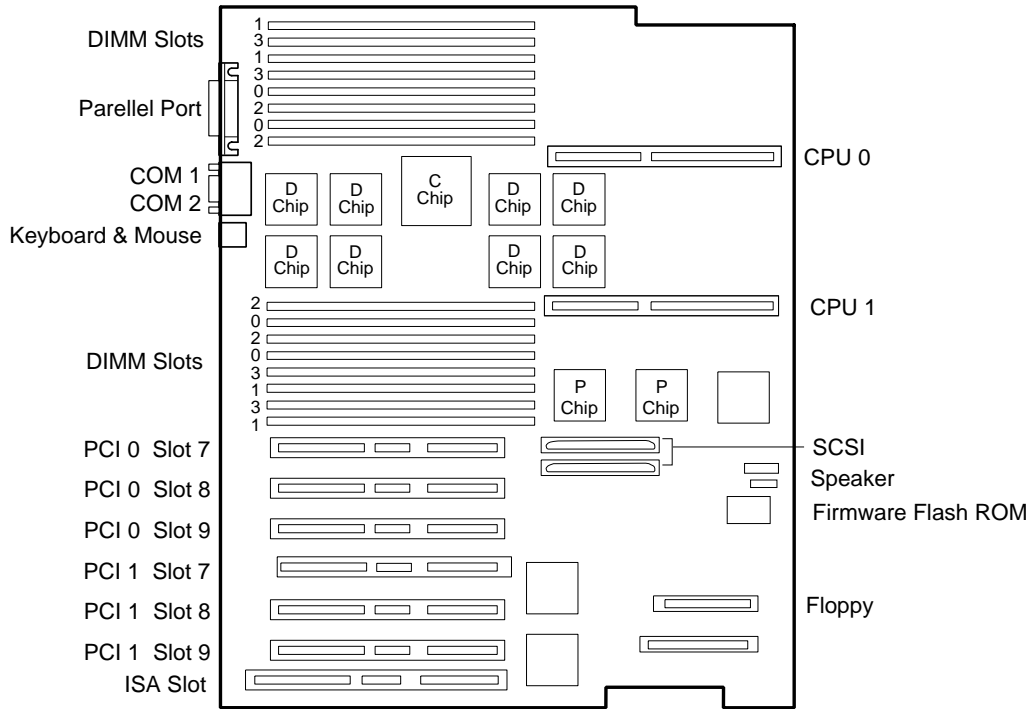 DIMM Slots
1
3
1
3
0
2
0
2
Parellel Port
CPU 0
COM 1
COM 2
Keyboard & Mouse
D
Chip
D
Chip
C
Chip
D
Chip
D
Chip
D
Chip
D
Chip
D
Chip
D
Chip
CPU 1
DIMM Slots
2
0
2
0
3
1
3
1
P
Chip
P
Chip
PCI 0 Slot 7
PCI 0 Slot 8
PCI 0 Slot 9
PCI 1 Slot 7
PCI 1 Slot 8
PCI 1 Slot 9
ISA Slot
SCSI
Speaker
Firmware Flash ROM
Floppy